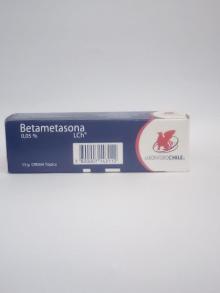 Betametasona
0,05 % LCh®
15 g CREMA Tópica
LABORATORIO CHILE